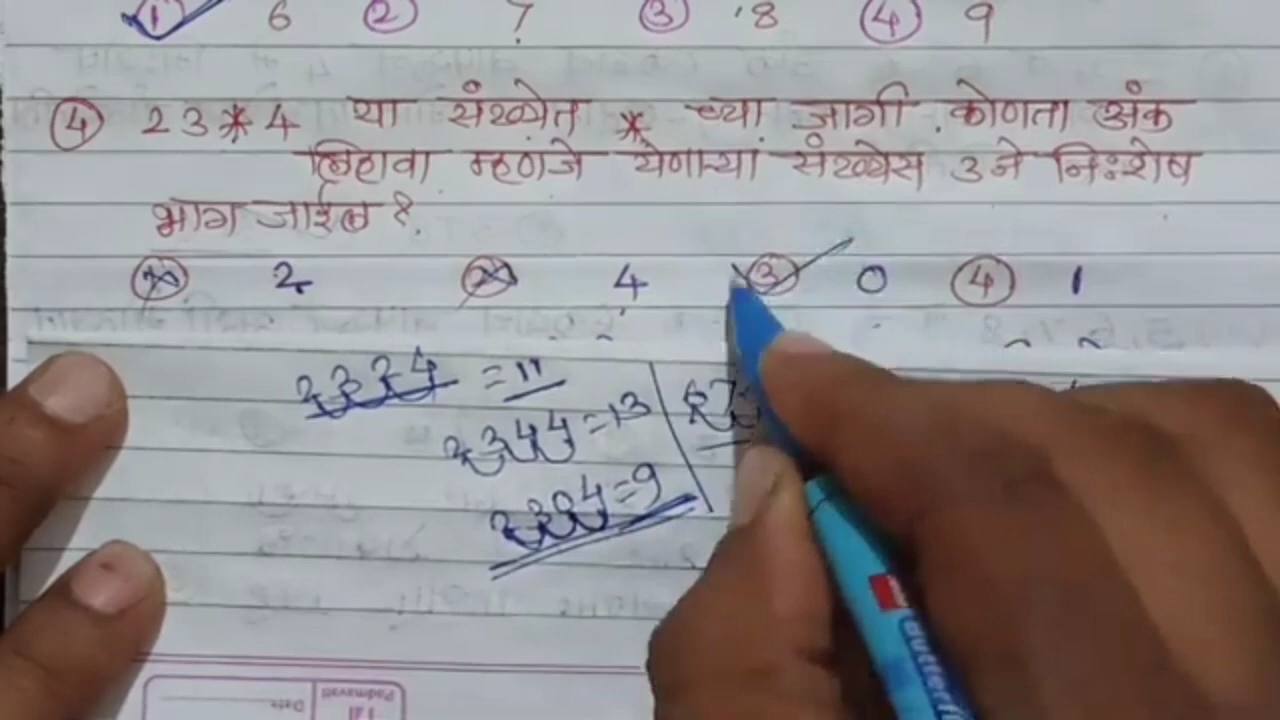 ① 6 ② 7 ③ 8 ④ 9
④ 23*4 या संख्येत * च्या जागी कोणता अंक
लिहावा म्हणजे येणाऱ्या संख्येस 3 ने निःशेष
भाग जाईल?
① 2 ② 4 ③ 0 ④ 1
2324 = 11
2344 = 13
2304 = 9